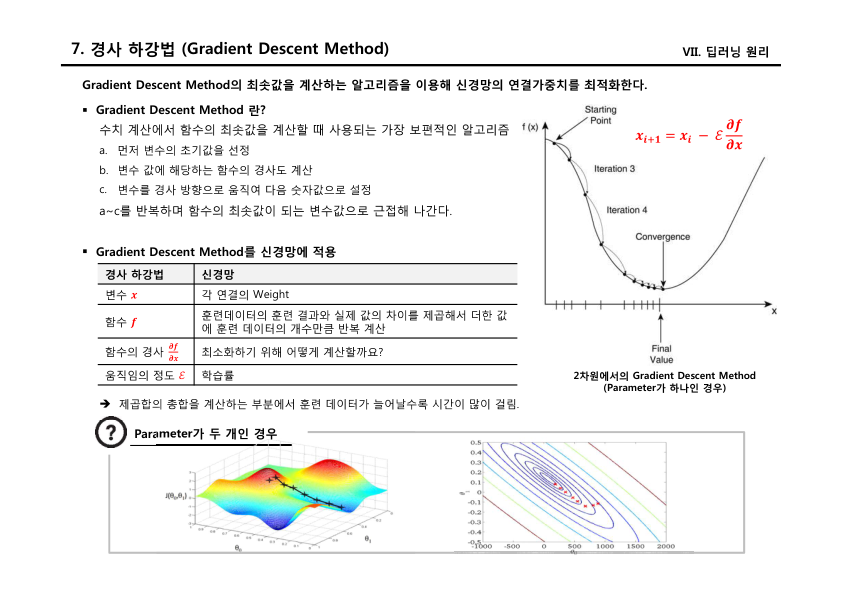 7. 경사 하강법 (Gradient Descent Method)
VII. 딥러닝 원리
Gradient Descent Method의 최솟값을 계산하는 알고리즘을 이용해 신경망의 연결가중치를 최적화한다.
▪ Gradient Descent Method 란?
수치 계산에서 함수의 최솟값을 계산할 때 사용되는 가장 보편적인 알고리즘
a. 먼저 변수의 초기값을 선정
b. 변수 값에 해당하는 함수의 경사도 계산
c. 변수를 경사 방향으로 움직여 다음 숫자값으로 설정
a~c를 반복하며 함수의 최솟값이 되는 변수값으로 근접해 나간다.
f (x)
Starting
Point
x_{i+1} = x_i − ℰ ∂f/∂x
Iteration 3
Iteration 4
Convergence
x
Final
Value
2차원에서의 Gradient Descent Method
(Parameter가 하나인 경우)
▪ Gradient Descent Method를 신경망에 적용
경사 하강법 신경망
변수 x 각 연결의 Weight
함수 f 훈련데이터의 훈련 결과와 실제 값의 차이를 제곱해서 더한 값
에 훈련 데이터의 개수만큼 반복 계산
함수의 경사 ∂f/∂x 최소화하기 위해 어떻게 계산할까요?
움직임의 정도 ℰ 학습률
➔ 제곱합의 총합을 계산하는 부분에서 훈련 데이터가 늘어날수록 시간이 많이 걸림.
? Parameter가 두 개인 경우
J(θ₀,θ₁)
θ₀
θ₁
0.5
0.4
0.3
0.2
0.1
0
-0.1
-0.2
-0.3
-0.4
-0.5
-1000 -500 0 500 1000 1500 2000